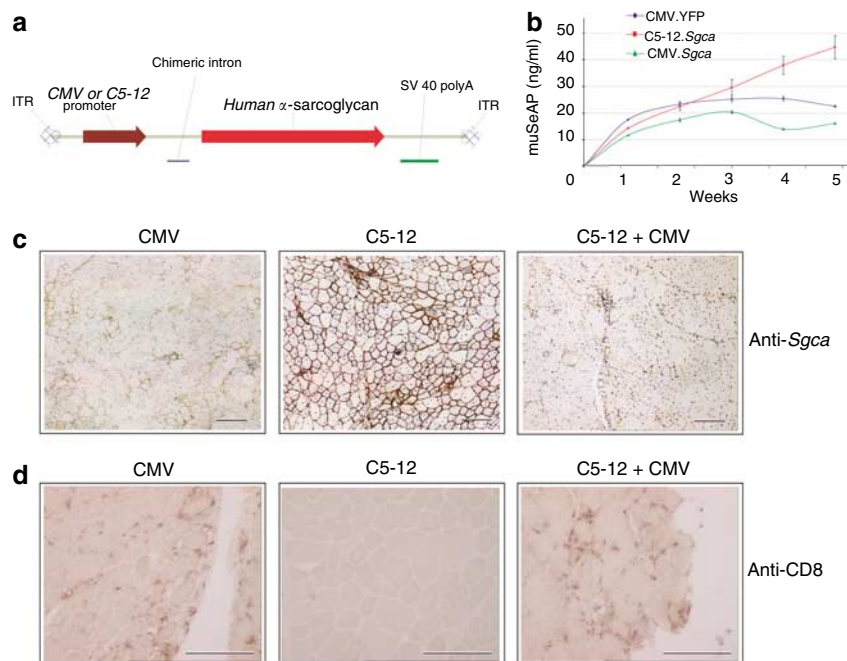 a
CMV or C5-12
promoter
Chimeric intron
ITR
Human α-sarcoglycan
SV 40 polyA
ITR
b
CMV.YFP
C5-12.Sgca
CMV.Sgca
muSeAP (ng/ml)
50
40
30
20
10
0
1 2 3 4 5
Weeks
c
CMV
C5-12
C5-12 + CMV
Anti-Sgca
d
CMV
C5-12
C5-12 + CMV
Anti-CD8